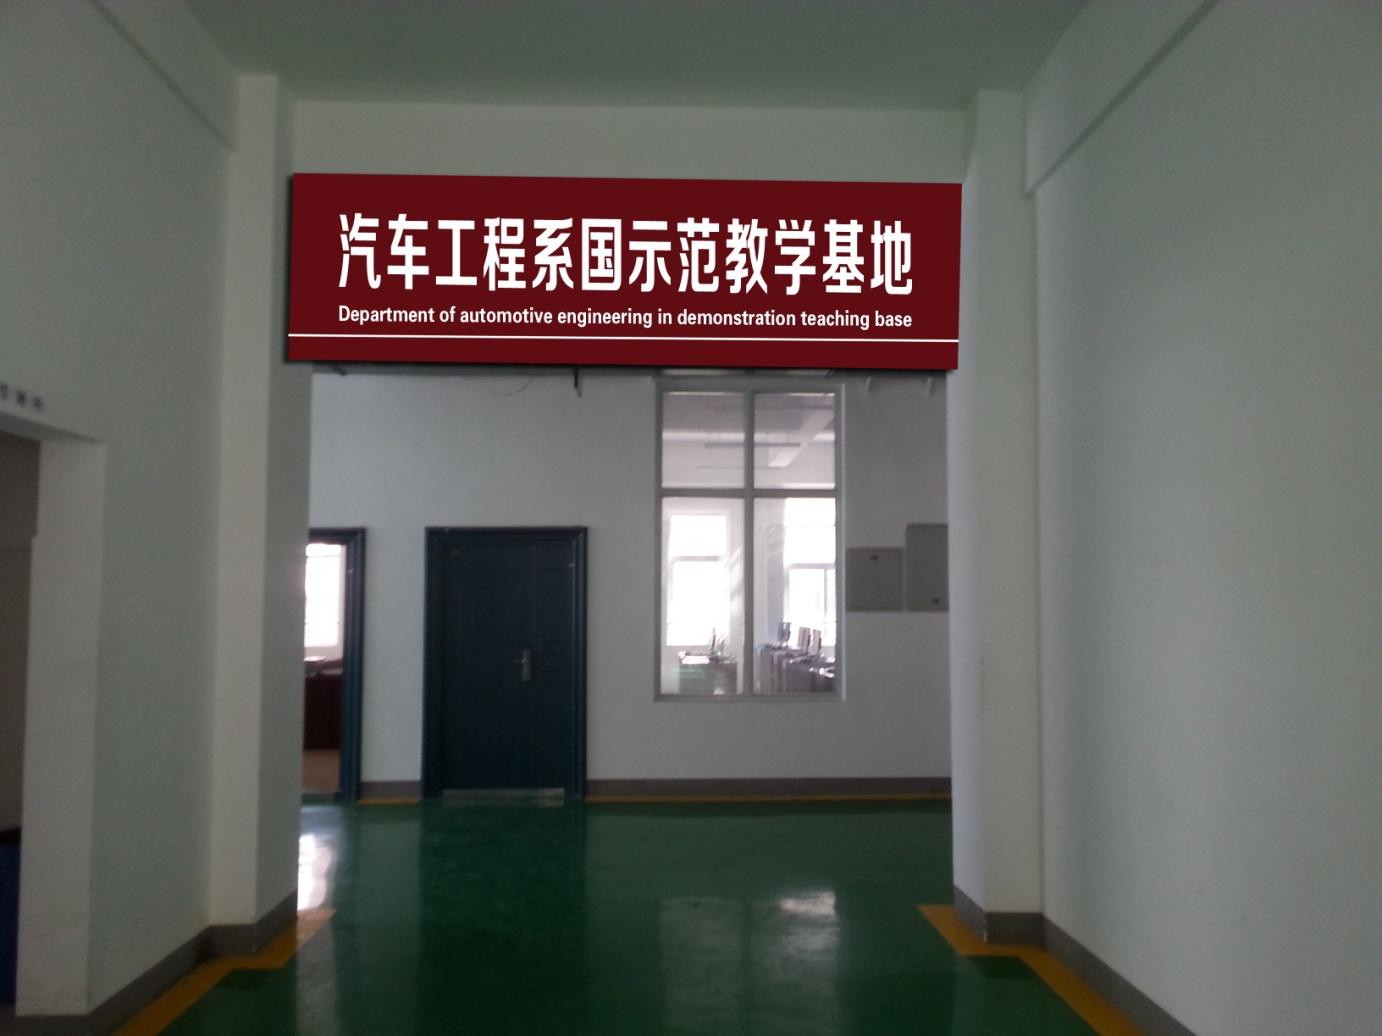 汽车工程系国示范教学基地
Department of automotive engineering in demonstration teaching base